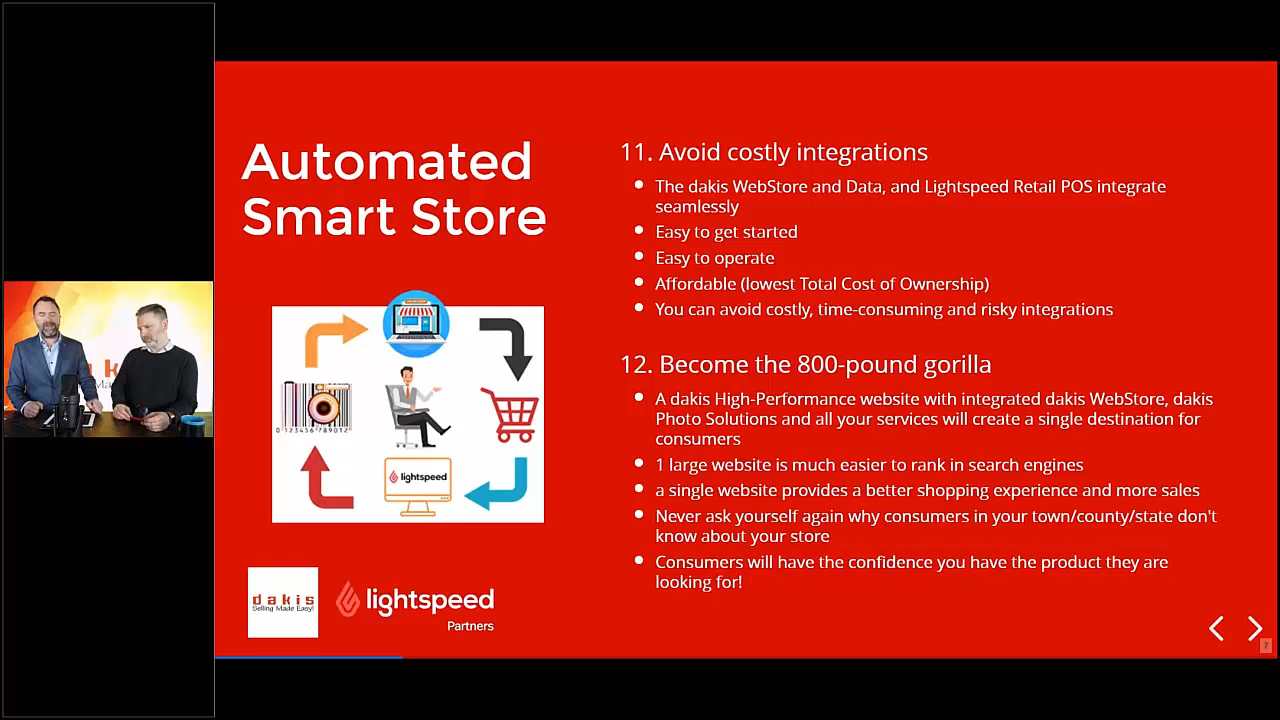 Automated
Smart Store
0 123456 789012
lightspeed
dakis
Selling Made Easy!
lightspeed
Partners
11. Avoid costly integrations
The dakis WebStore and Data, and Lightspeed Retail POS integrate
seamlessly
Easy to get started
Easy to operate
Affordable (lowest Total Cost of Ownership)
You can avoid costly, time-consuming and risky integrations
12. Become the 800-pound gorilla
A dakis High-Performance website with integrated dakis WebStore, dakis
Photo Solutions and all your services will create a single destination for
consumers
1 large website is much easier to rank in search engines
a single website provides a better shopping experience and more sales
Never ask yourself again why consumers in your town/county/state don't
know about your store
Consumers will have the confidence you have the product they are
looking for!
7